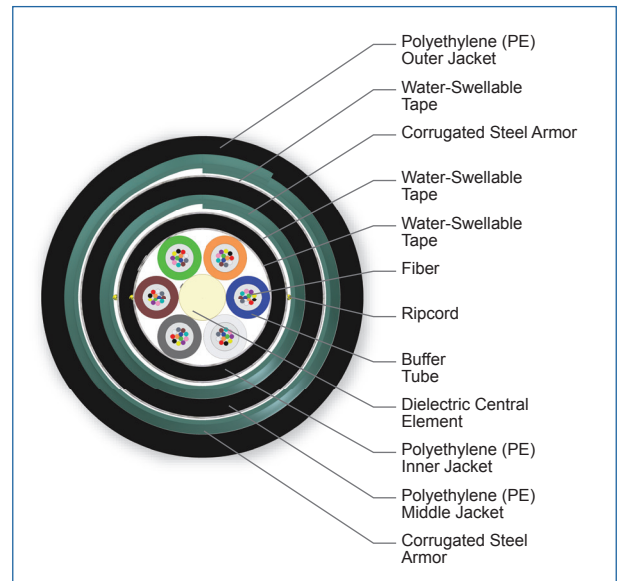 Polyethylene (PE)
Outer Jacket
Water-Swellable
Tape
Corrugated Steel Armor
Water-Swellable
Tape
Water-Swellable
Tape
Fiber
Ripcord
Buffer
Tube
Dielectric Central
Element
Polyethylene (PE)
Inner Jacket
Polyethylene (PE)
Middle Jacket
Corrugated Steel
Armor